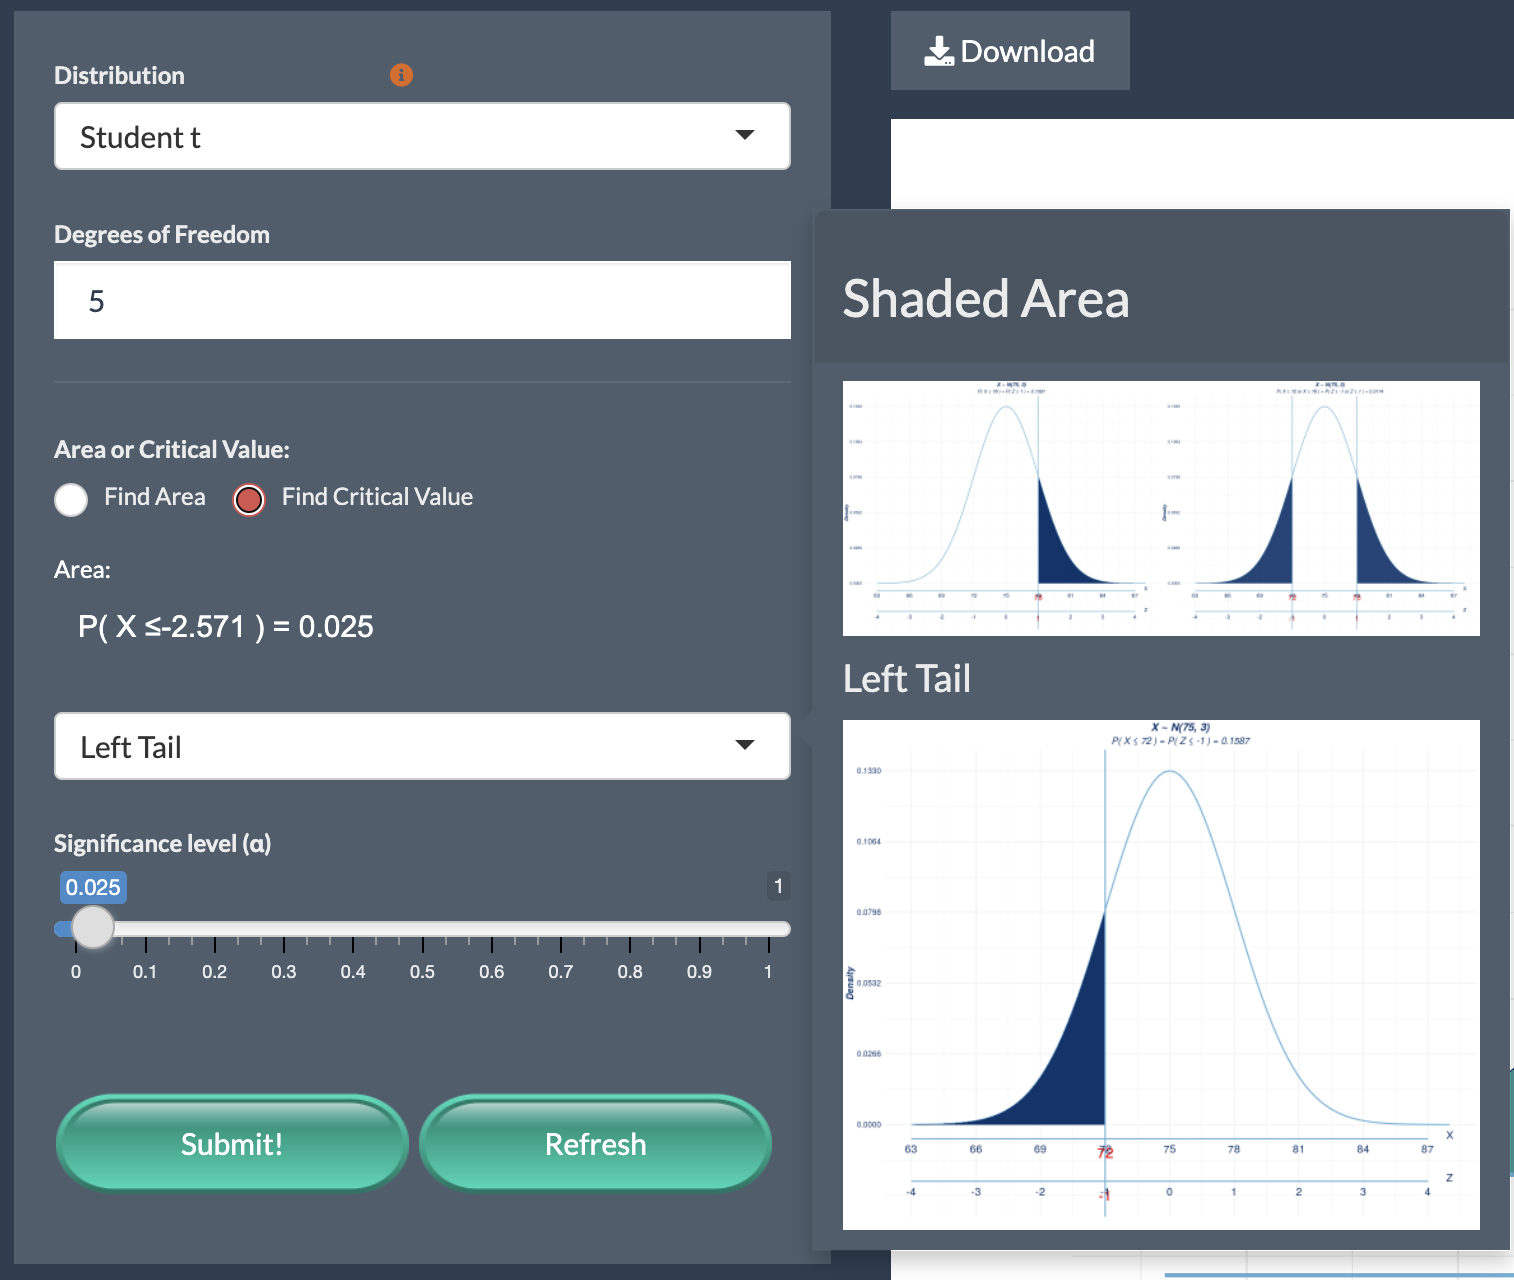 Distribution
Student t
Degrees of Freedom
5
Area or Critical Value:
Find Area
Find Critical Value
Area:
P( X ≤-2.571 ) = 0.025
Left Tail
Significance level (α)
0.025
1
0 0.1 0.2 0.3 0.4 0.5 0.6 0.7 0.8 0.9 1
Submit!
Refresh
Download
Shaded Area
X ~ N(75, 3)
X ~ N(75, 3)
Left Tail
X ~ N(75, 3)
P( X ≤ 72 ) = P( Z ≤ -1 ) = 0.1587
0.1330
0.1064
0.0798
0.0532
0.0266
0.0000
Density
63 66 69 72 75 78 81 84 87 X
-4 -3 -2 -1 0 1 2 3 4 Z